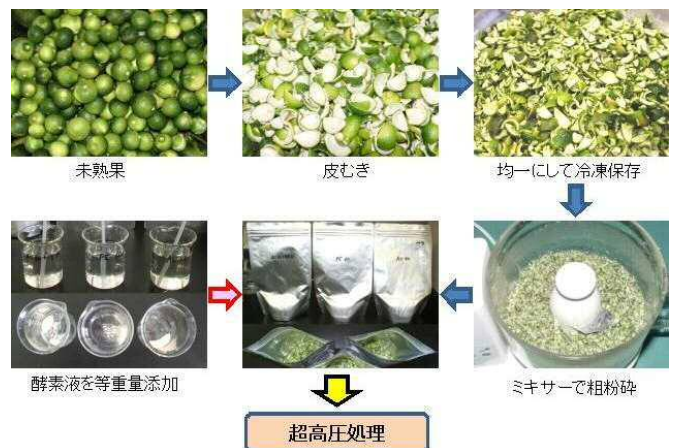 未熟果
皮むき
均一にして冷凍保存
酵素液を等重量添加
ミキサーで粗粉砕
超高圧処理